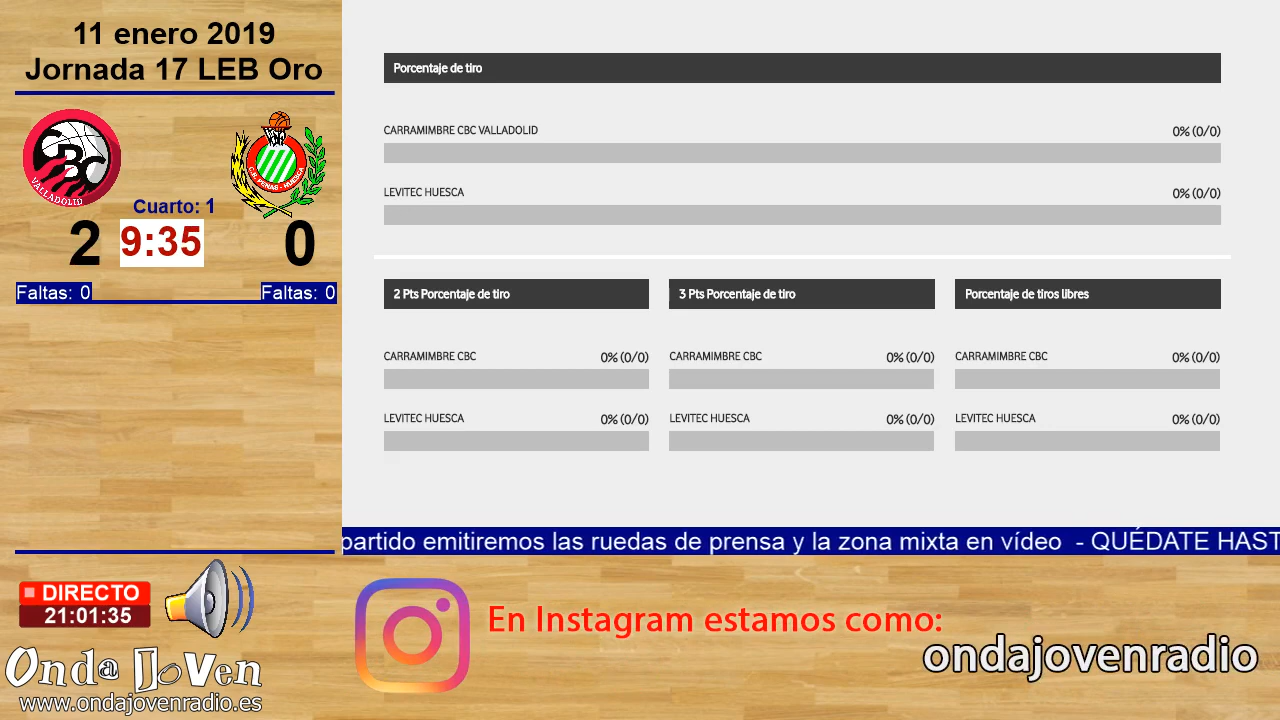 11 enero 2019
Jornada 17 LEB Oro
VALLADOLID
C.B. PEÑAS - HUESCA
Cuarto: 1
2 9:35 0
Faltas: 0 Faltas: 0
Porcentaje de tiro
CARRAMIMBRE CBC VALLADOLID 0% (0/0)
LEVITEC HUESCA 0% (0/0)
2 Pts Porcentaje de tiro 3 Pts Porcentaje de tiro Porcentaje de tiros libres
CARRAMIMBRE CBC 0% (0/0) CARRAMIMBRE CBC 0% (0/0) CARRAMIMBRE CBC 0% (0/0)
LEVITEC HUESCA 0% (0/0) LEVITEC HUESCA 0% (0/0) LEVITEC HUESCA 0% (0/0)
partido emitiremos las ruedas de prensa y la zona mixta en vídeo - QUÉDATE HAST
DIRECTO
21:01:35
Onda Joven
www.ondajovenradio.es
En Instagram estamos como:
ondajovenradio